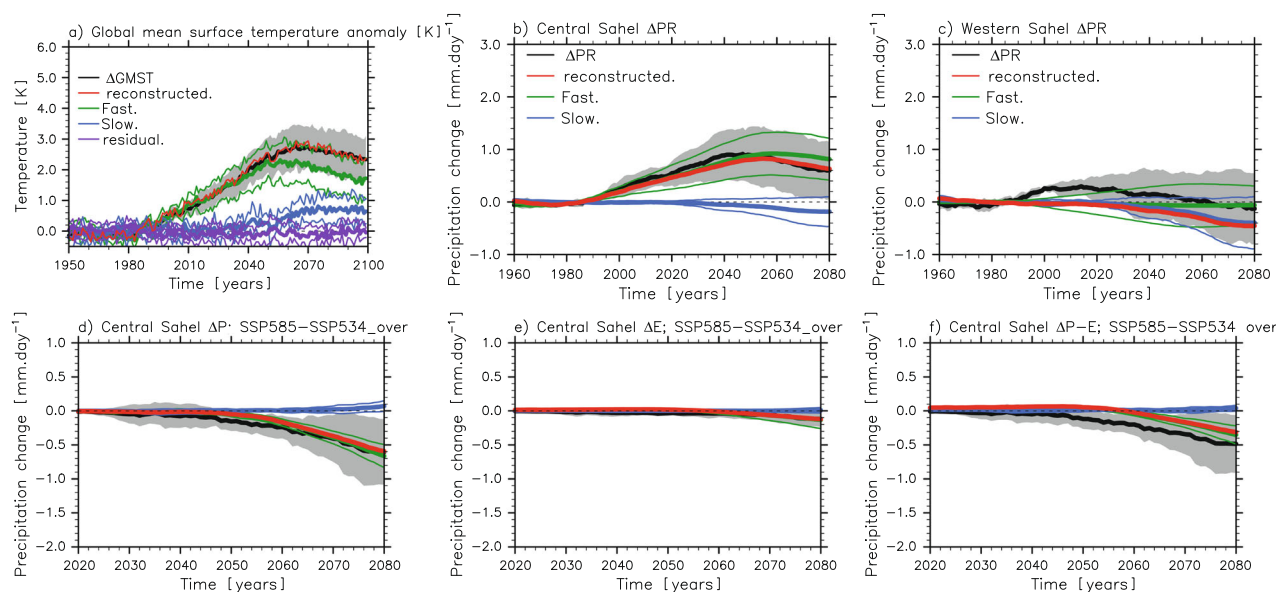 a) Global mean surface temperature anomaly [K]
Temperature [K]
6.0
5.0
4.0
3.0
2.0
1.0
0.0
ΔGMST
reconstructed.
Fast.
Slow.
residual.
1950 1980 2010 2040 2070 2100
Time [years]
b) Central Sahel ΔPR
Precipitation change [mm.day⁻¹]
3.0
2.0
1.0
0.0
−1.0
ΔPR
reconstructed.
Fast.
Slow.
1960 1980 2000 2020 2040 2060 2080
Time [years]
c) Western Sahel ΔPR
Precipitation change [mm.day⁻¹]
3.0
2.0
1.0
0.0
−1.0
ΔPR
reconstructed.
Fast.
Slow.
1960 1980 2000 2020 2040 2060 2080
Time [years]
d) Central Sahel ΔP· SSP585−SSP534_over
Precipitation change [mm.day⁻¹]
1.0
0.5
0.0
−0.5
−1.0
−1.5
−2.0
2020 2030 2040 2050 2060 2070 2080
Time [years]
e) Central Sahel ΔE; SSP585−SSP534_over
Precipitation change [mm.day⁻¹]
1.0
0.5
0.0
−0.5
−1.0
−1.5
−2.0
2020 2030 2040 2050 2060 2070 2080
Time [years]
f) Central Sahel ΔP−E; SSP585−SSP534 over
Precipitation change [mm.day⁻¹]
1.0
0.5
0.0
−0.5
−1.0
−1.5
−2.0
2020 2030 2040 2050 2060 2070 2080
Time [years]